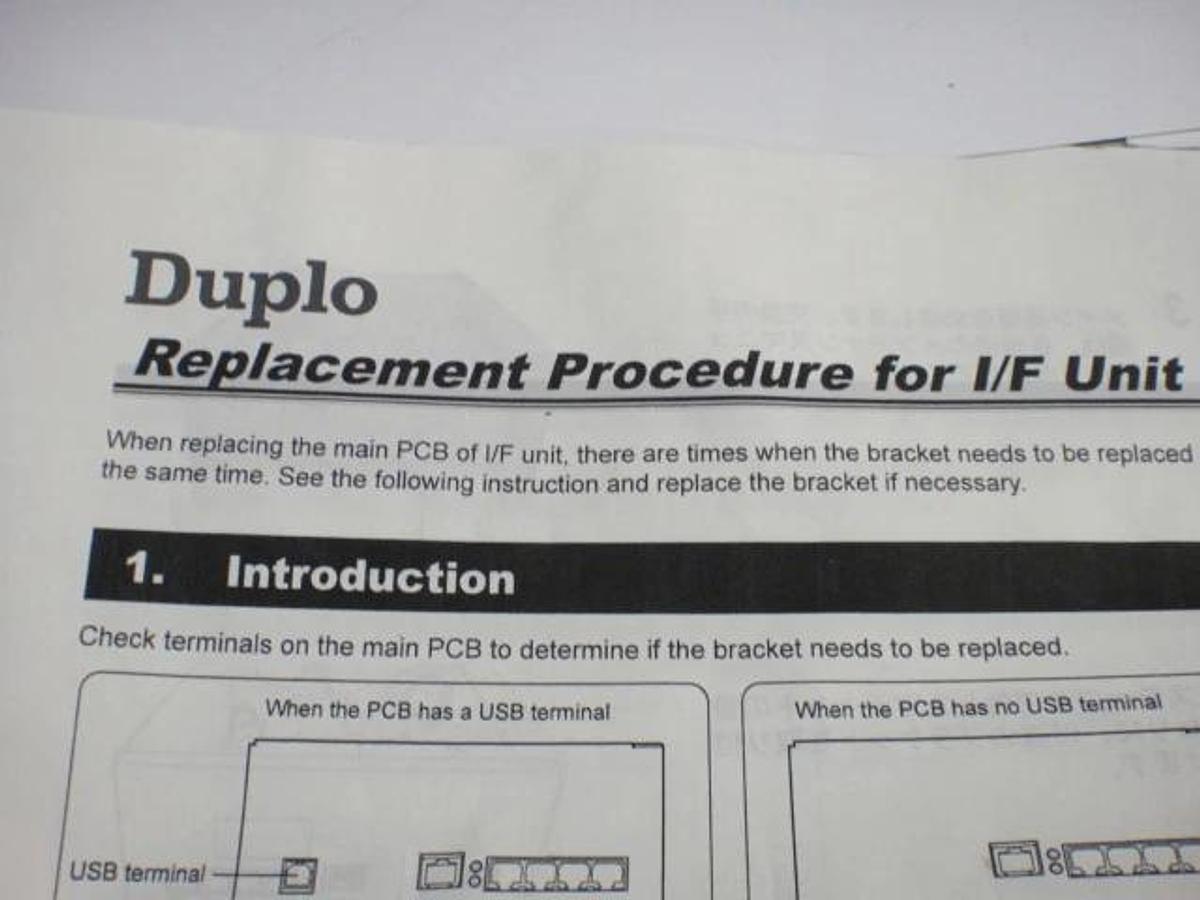 Duplo
Replacement Procedure for I/F Unit
When replacing the main PCB of I/F unit, there are times when the bracket needs to be replaced
the same time. See the following instruction and replace the bracket if necessary.
1. Introduction
Check terminals on the main PCB to determine if the bracket needs to be replaced.
When the PCB has a USB terminal
When the PCB has no USB terminal
USB terminal